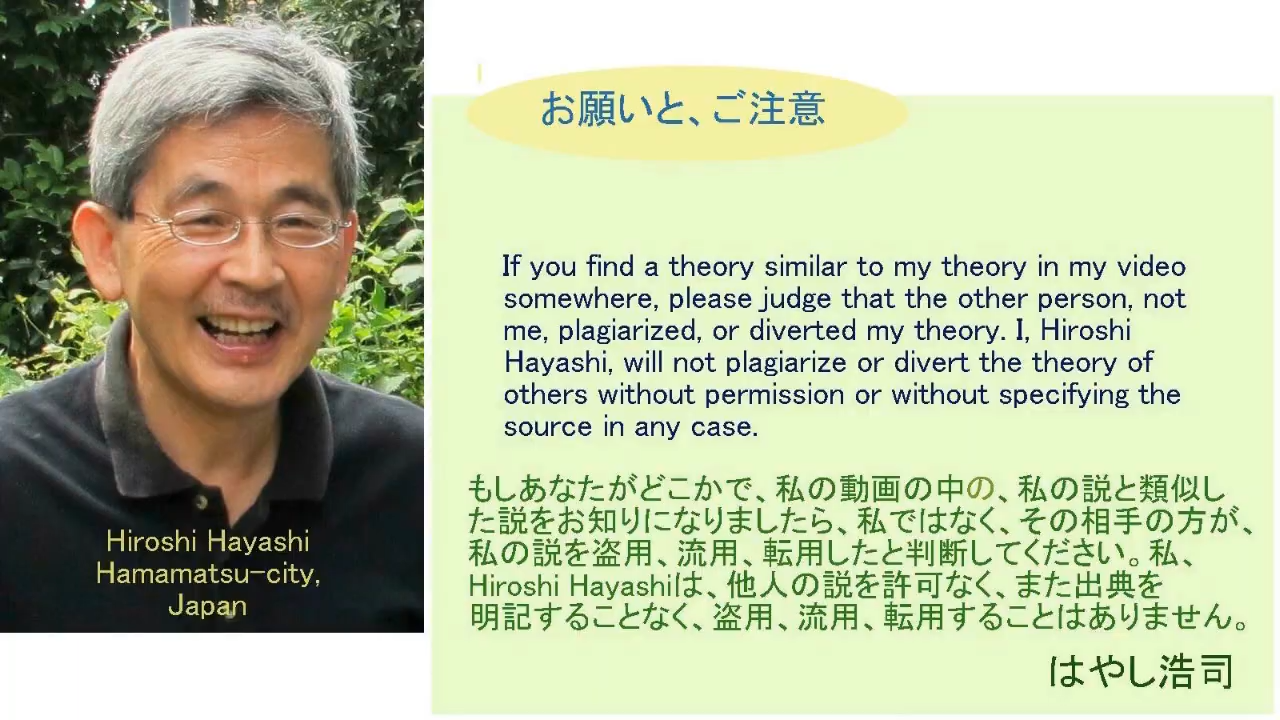 お願いと、ご注意
If you find a theory similar to my theory in my video
somewhere, please judge that the other person, not
me, plagiarized, or diverted my theory. I, Hiroshi
Hayashi, will not plagiarize or divert the theory of
others without permission or without specifying the
source in any case.
もしあなたがどこかで、私の動画の中の、私の説と類似し
た説をお知りになりましたら、私ではなく、その相手の方が、
私の説を盗用、流用、転用したと判断してください。私、
Hiroshi Hayashiは、他人の説を許可なく、また出典を
明記することなく、盗用、流用、転用することはありません。
はやし浩司
Hiroshi Hayashi
Hamamatsu-city,
Japan